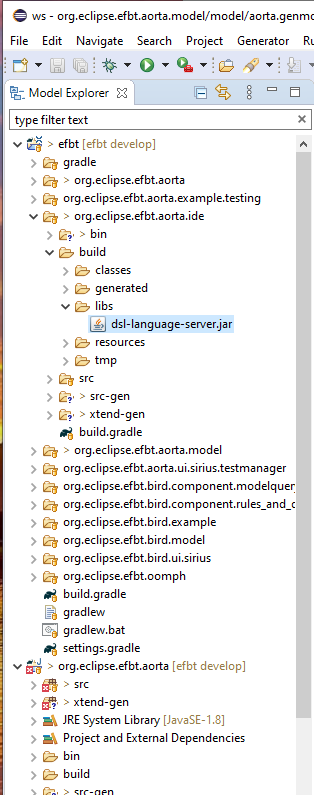 ws - org.eclipse.efbt.aorta.model/model/aorta.genmo
File Edit Navigate Search Project Generator Ru
Model Explorer
type filter text
efbt [efbt develop]
gradle
> org.eclipse.efbt.aorta
org.eclipse.efbt.aorta.example.testing
> org.eclipse.efbt.aorta.ide
> bin
build
classes
generated
libs
dsl-language-server.jar
resources
tmp
src
> src-gen
> xtend-gen
build.gradle
> org.eclipse.efbt.aorta.model
org.eclipse.efbt.aorta.ui.sirius.testmanager
org.eclipse.efbt.bird.component.modelquery
org.eclipse.efbt.bird.component.rules_and_c
org.eclipse.efbt.bird.example
org.eclipse.efbt.bird.model
org.eclipse.efbt.bird.ui.sirius
org.eclipse.efbt.oomph
build.gradle
gradlew
gradlew.bat
settings.gradle
> org.eclipse.efbt.aorta [efbt develop]
> src
> xtend-gen
JRE System Library [JavaSE-1.8]
Project and External Dependencies
bin
build
> src-gen